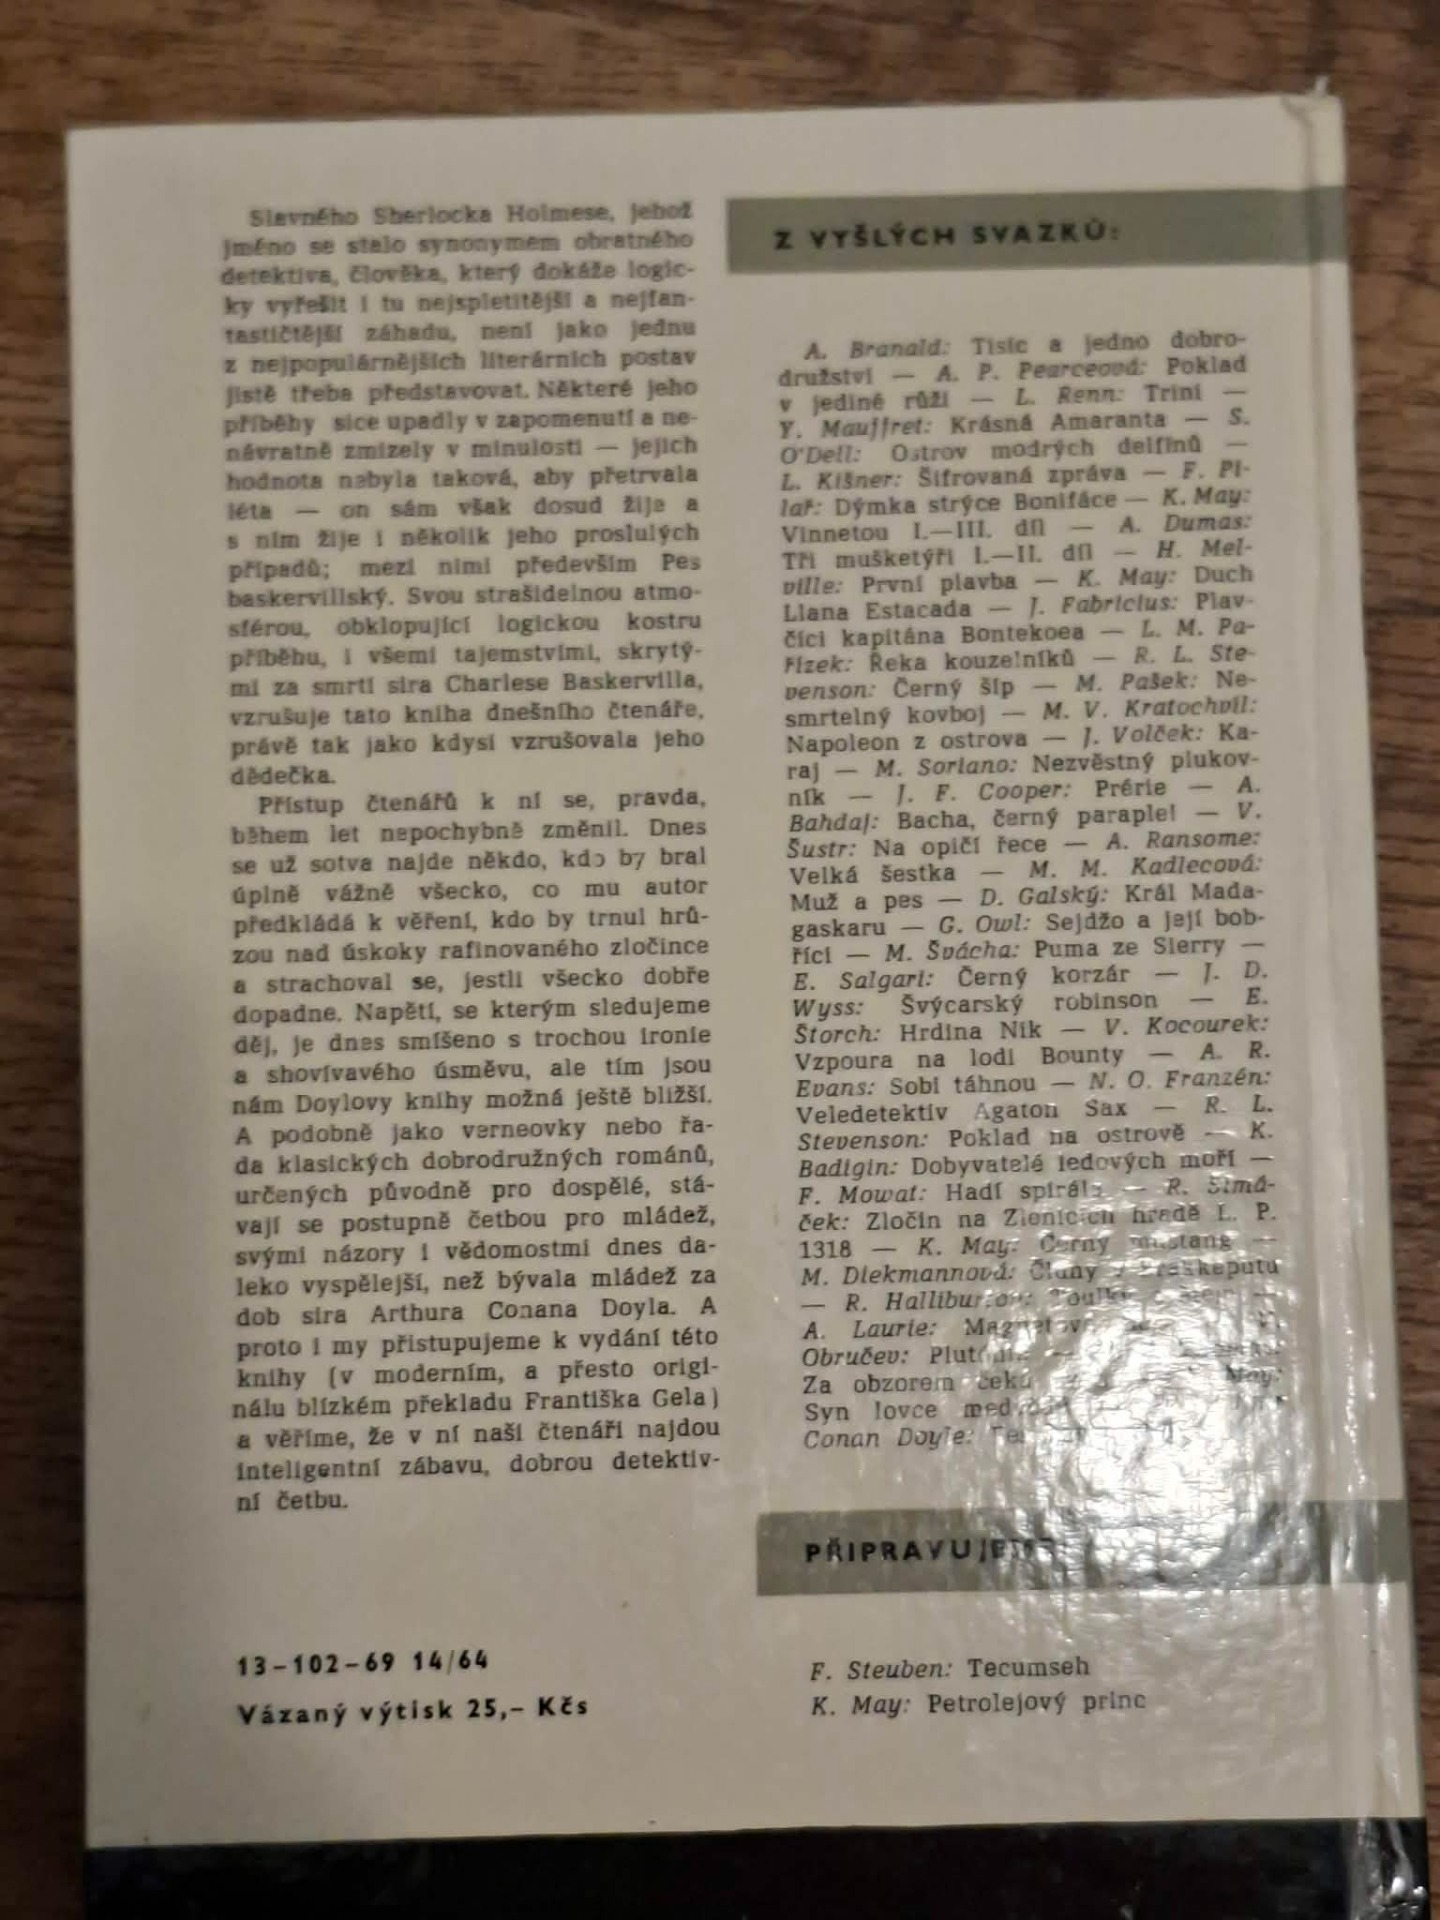 Slavného Sherlocka Holmese, jehož
jméno se stalo synonymem obratného
detektiva, člověka, který dokáže logic-
ky vyřešit i tu nejspletitější a nejfan-
tastičtější záhadu, není jako jednu
z nejpopulárnějších literárních postav
jistě třeba představovat. Některé jeho
příběhy sice upadly v zapomenutí a ne-
návratně zmizely v minulosti — jejich
hodnota nebyla taková, aby přetrvala
léta — on sám však dosud žije a
s ním žije i několik jeho proslulých
případů; mezi nimi především Pes
baskervillský. Svou strašidelnou atmo-
sférou, obklopující logickou kostru
příběhu, i všemi tajemstvími, skrytý-
mi za smrtí sira Charlese Baskervilla,
vzrušuje tato kniha dnešního čtenáře,
právě tak jako kdysi vzrušovala jeho
dědečka.
Přístup čtenářů k ní se, pravda,
během let nepochybně změnil. Dnes
se už sotva najde někdo, kdo by bral
úplně vážně všecko, co mu autor
předkládá k věření, kdo by trnul hrů-
zou nad úskoky rafinovaného zločince
a strachoval se, jestli všecko dobře
dopadne. Napětí, se kterým sledujeme
děj, je dnes smíšeno s trochou ironie
a shovívavého úsměvu, ale tím jsou
nám Doylovy knihy možná ještě bližší.
A podobně jako verneovky nebo řa-
da klasických dobrodružných románů,
určených původně pro dospělé, stá-
vají se postupně četbou pro mládež,
svými názory i vědomostmi dnes da-
leko vyspělejší, než bývala mládež za
dob sira Arthura Conana Doyla. A
proto i my přistupujeme k vydání této
knihy (v moderním, a přesto origi-
nálu blízkém překladu Františka Gela)
a věříme, že v ní naši čtenáři najdou
inteligentní zábavu, dobrou detektiv-
ní četbu.
13-102-69 14/64
Vázaný výtisk 25,- Kčs
Z VYŠLÝCH SVAZKŮ:
A. Branald: Tisíc a jedno dobro-
družství — A. P. Pearceová: Poklad
v jediné růži — L. Renn: Trini —
Y. Mauffret: Krásná Amaranta — S.
O'Dell: Ostrov modrých delfínů —
L. Kišner: Šifrovaná zpráva — F. Pi-
lař: Dýmka strýce Bonifáce — K. May:
Vinnetou I.—III. díl — A. Dumas:
Tři mušketýři I.—II. díl — H. Mel-
ville: První plavba — K. May: Duch
Llana Estacada — J. Fabricius: Plav-
číci kapitána Bontekoea — L. M. Pa-
řízek: Řeka kouzelníků — R. L. Ste-
venson: Černý šíp — M. Pašek: Ne-
smrtelný kovboj — M. V. Kratochvíl:
Napoleon z ostrova — J. Volček: Ka-
raj — M. Soriano: Nezvěstný plukov-
ník — J. F. Cooper: Prérie — A.
Bahdaj: Bacha, černý paraple! — V.
Šustr: Na opičí řece — A. Ransome:
Velká šestka — M. M. Kadlecová:
Muž a pes — D. Galský: Král Mada-
gaskaru — G. Owl: Sejdžo a její bob-
říci — M. Švácha: Puma ze Sierry —
E. Salgari: Černý korzár — J. D.
Wyss: Švýcarský robinson — E.
Štorch: Hrdina Nik — V. Kocourek:
Vzpoura na lodi Bounty — A. R.
Evans: Sobi táhnou — N. O. Franzén:
Veledetektiv Agaton Sax — R. L.
Stevenson: Poklad na ostrově — K.
Badigin: Dobyvatelé ledových moří —
F. Mowat: Hadí spirála — R. Šimá-
ček: Zločin na Zlenicích hradě L. P.
1318 — K. May: Černý mustang —
M. Diekmannová: Čluny z Brakkeputu
— R. Halliburton:
A. Laurie:
Obručev: Plutonie —
Za obzorem čeká May:
Syn lovce medvědů
Conan Doyle:
PŘIPRAVUJEME:
F. Steuben: Tecumseh
K. May: Petrolejový princ